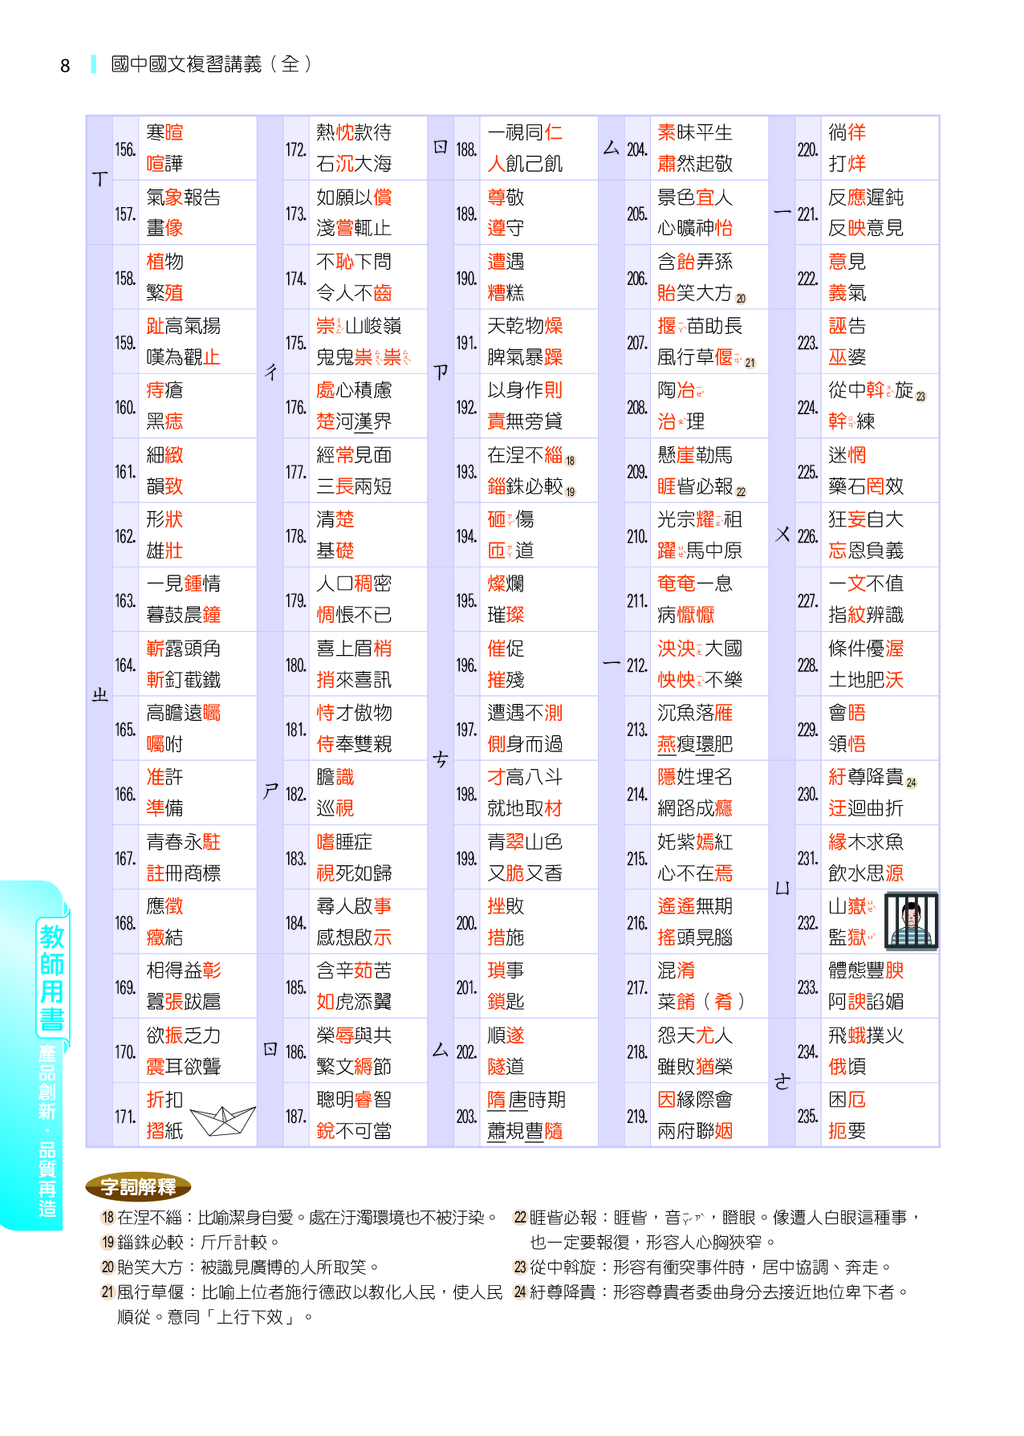 8 國中國文複習講義（全）
ㄒ
156. 寒暄
喧譁
157. 氣象報告
畫像
ㄓ
158. 植物
繁殖
159. 趾高氣揚
嘆為觀止
160. 痔瘡
黑痣
161. 細緻
韻致
162. 形狀
雄壯
163. 一見鍾情
暮鼓晨鐘
164. 嶄露頭角
斬釘截鐵
165. 高瞻遠矚
囑咐
166. 准許
準備
167. 青春永駐
註冊商標
168. 應徵
癥結
169. 相得益彰
囂張跋扈
170. 欲振乏力
震耳欲聾
171. 折扣
摺紙
ㄔ
172. 熱忱款待
石沉大海
173. 如願以償
淺嘗輒止
174. 不恥下問
令人不齒
175. 崇山峻嶺
鬼鬼祟祟
176. 處心積慮
楚河漢界
177. 經常見面
三長兩短
178. 清楚
基礎
179. 人口稠密
惆悵不已
ㄕ
180. 喜上眉梢
捎來喜訊
181. 恃才傲物
侍奉雙親
182. 膽識
巡視
183. 嗜睡症
視死如歸
184. 尋人啟事
感想啟示
ㄖ
185. 含辛茹苦
如虎添翼
186. 榮辱與共
繁文縟節
187. 聰明睿智
銳不可當
ㄖ
188. 一視同仁
人飢己飢
ㄗ
189. 尊敬
遵守
190. 遭遇
糟糕
191. 天乾物燥
脾氣暴躁
192. 以身作則
責無旁貸
193. 在涅不緇18
錙銖必較19
194. 砸傷
匝道
ㄘ
195. 燦爛
璀璨
196. 催促
摧殘
197. 遭遇不測
側身而過
198. 才高八斗
就地取材
199. 青翠山色
又脆又香
200. 挫敗
措施
ㄙ
201. 瑣事
鎖匙
202. 順遂
隧道
203. 隋唐時期
蕭規曹隨
ㄙ
204. 素昧平生
肅然起敬
ㄧ
205. 景色宜人
心曠神怡
206. 含飴弄孫
貽笑大方20
207. 揠苗助長
風行草偃21
208. 陶冶
治理
209. 懸崖勒馬
睚眥必報22
210. 光宗耀祖
躍馬中原
211. 奄奄一息
病懨懨
212. 泱泱大國
怏怏不樂
213. 沉魚落雁
燕瘦環肥
214. 隱姓埋名
網路成癮
215. 奼紫嫣紅
心不在焉
216. 遙遙無期
搖頭晃腦
217. 混淆
菜餚（肴）
218. 怨天尤人
雖敗猶榮
219. 因緣際會
兩府聯姻
ㄧ
220. 徜徉
打烊
221. 反應遲鈍
反映意見
222. 意見
義氣
ㄨ
223. 誣告
巫婆
224. 從中斡旋23
幹練
225. 迷惘
藥石罔效
226. 狂妄自大
忘恩負義
227. 一文不值
指紋辨識
228. 條件優渥
土地肥沃
229. 會晤
領悟
ㄩ
230. 紆尊降貴24
迂迴曲折
231. 緣木求魚
飲水思源
232. 山嶽
監獄
233. 體態豐腴
阿諛諂媚
ㄜ
234. 飛蛾撲火
俄頃
235. 困厄
扼要
教師用書
產品創新・品質再造
字詞解釋
18 在涅不緇：比喻潔身自愛。處在汙濁環境也不被汙染。
19 錙銖必較：斤斤計較。
20 貽笑大方：被識見廣博的人所取笑。
21 風行草偃：比喻上位者施行德政以教化人民，使人民
順從。意同「上行下效」。
22 睚眥必報：睚眥，音ㄧㄚˊ ㄗˋ，瞪眼。像遭人白眼這種事，
也一定要報復，形容人心胸狹窄。
23 從中斡旋：形容有衝突事件時，居中協調、奔走。
24 紆尊降貴：形容尊貴者委曲身分去接近地位卑下者。